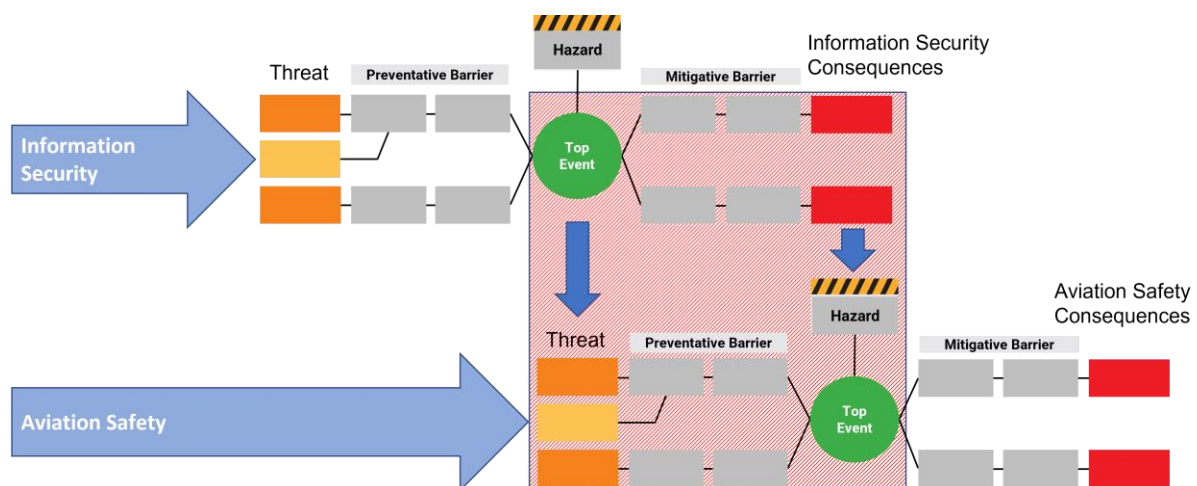 Hazard
Information Security
Consequences
Threat
Preventative Barrier
Mitigative Barrier
Information
Security
Top
Event
Hazard
Aviation Safety
Consequences
Threat
Preventative Barrier
Mitigative Barrier
Aviation Safety
Top
Event